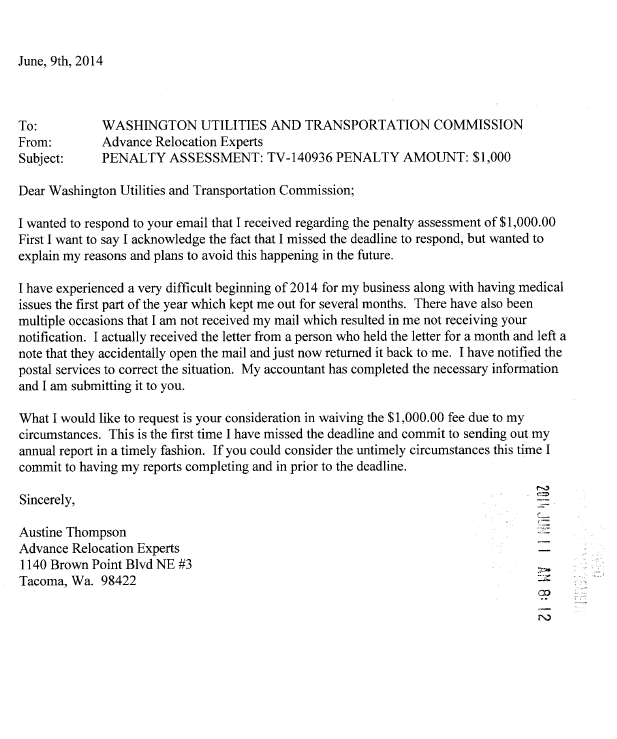 June, 9th, 2014
To: WASHINGTON UTILITIES AND TRANSPORTATION COMMISSION
From: Advance Relocation Experts
Subject: PENALTY ASSESSMENT: TV-140936 PENALTY AMOUNT: $1,000
Dear Washington Utilities and Transportation Commission;
I wanted to respond to your email that I received regarding the penalty assessment of $1,000.00
First I want to say I acknowledge the fact that I missed the deadline to respond, but wanted to
explain my reasons and plans to avoid this happening in the future.
I have experienced a very difficult beginning of 2014 for my business along with having medical
issues the first part of the year which kept me out for several months. There have also been
multiple occasions that I am not received my mail which resulted in me not receiving your
notification. I actually received the letter from a person who held the letter for a month and left a
note that they accidentally open the mail and just now returned it back to me. I have notified the
postal services to correct the situation. My accountant has completed the necessary information
and I am submitting it to you.
What I would like to request is your consideration in waiving the $1,000.00 fee due to my
circumstances. This is the first time I have missed the deadline and commit to sending out my
annual report in a timely fashion. If you could consider the untimely circumstances this time I
commit to having my reports completing and in prior to the deadline.
Sincerely,
Austine Thompson
Advance Relocation Experts
1140 Brown Point Blvd NE #3
Tacoma, Wa. 98422
2014 JUN 11 AM 8: 12